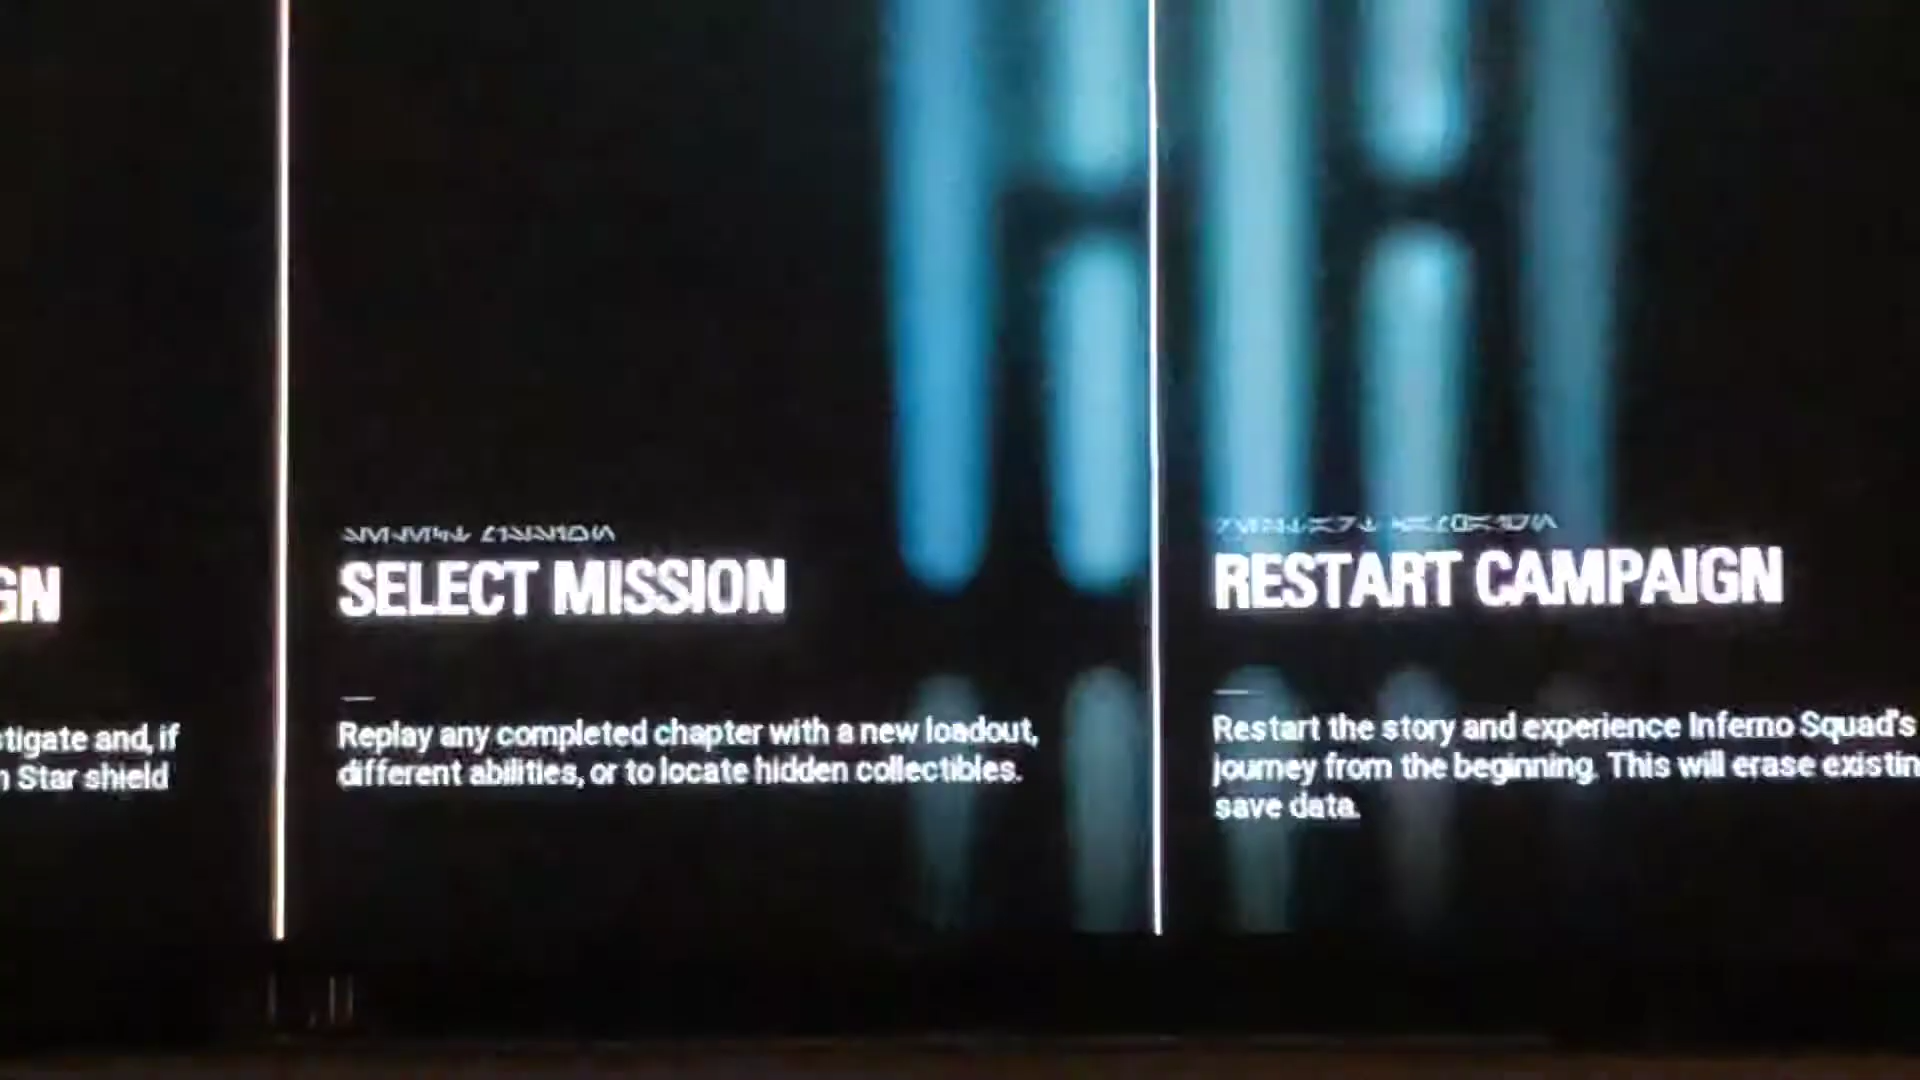 GN
stigate and, if
n Star shield
SELECT MISSION
Replay any completed chapter with a new loadout,
different abilities, or to locate hidden collectibles.
RESTART CAMPAIGN
Restart the story and experience Inferno Squad's
journey from the beginning. This will erase existin
save data.